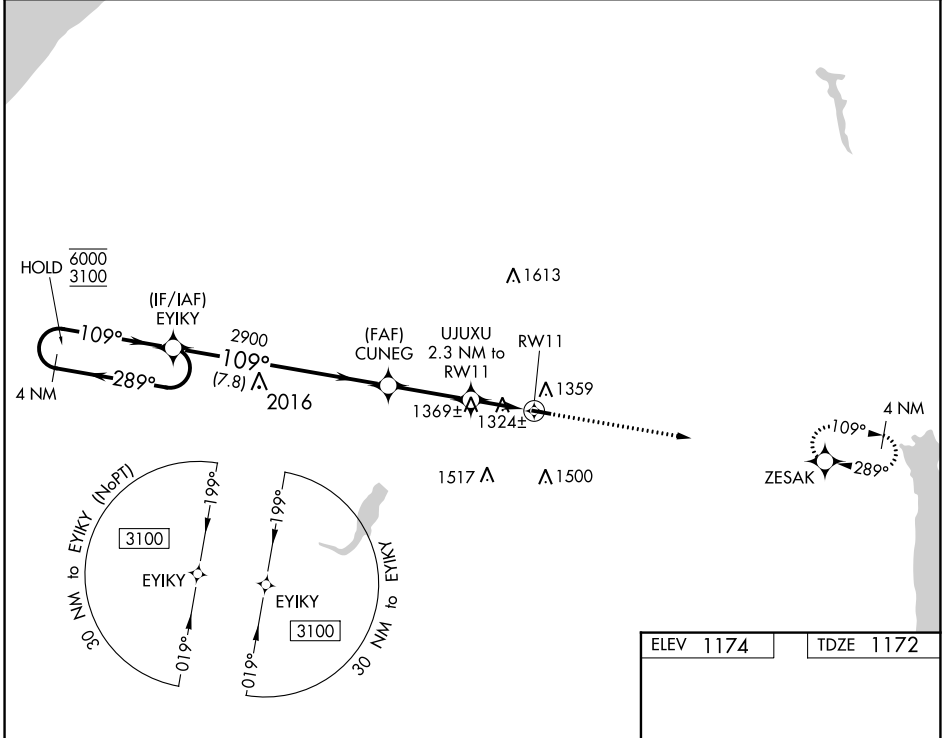 HOLD 6000
3100
(IF/IAF)
EYIKY
109°
289°
4 NM
2900
109°
(7.8)
2016
(FAF)
CUNEG
UJUXU
2.3 NM to
RW11
RW11
1613
1359
1369±
1324±
1517
1500
4 NM
109°
289°
ZESAK
30 NM to EYIKY (NoPT)
199°
3100
EYIKY
019°
199°
EYIKY
3100
019°
30 NM to EYIKY
ELEV 1174
TDZE 1172